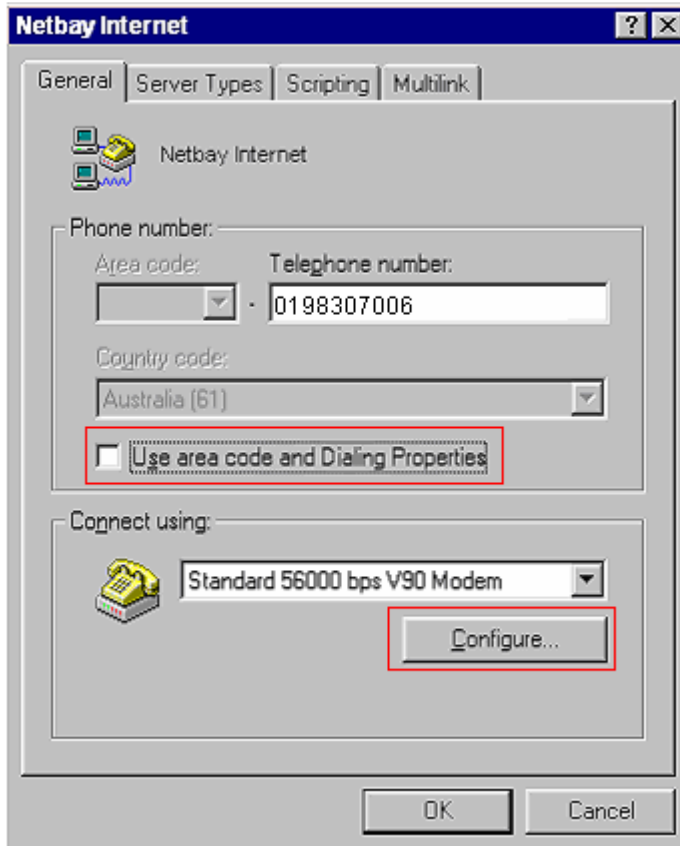 Netbay Internet
General Server Types Scripting Multilink
Netbay Internet
Phone number:
Area code: Telephone number:
- 0198307006
Country code:
Australia (61)
Use area code and Dialing Properties
Connect using:
Standard 56000 bps V90 Modem
Configure...
OK Cancel